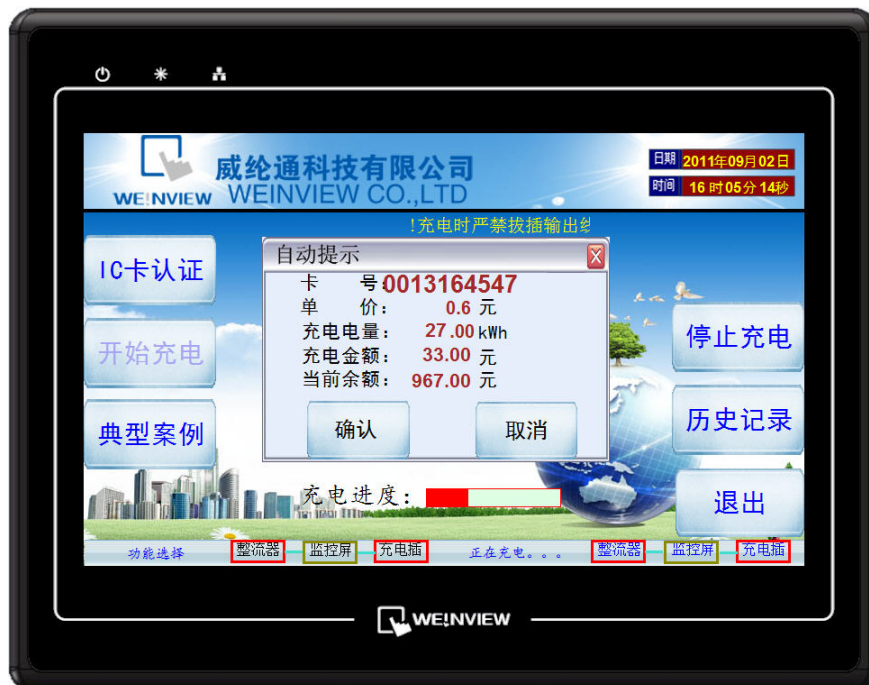 WEINVIEW
威纶通科技有限公司
WEINVIEW CO.,LTD
日期 2011年09月02日
时间 16时05分14秒
!充电时严禁拔插输出
IC卡认证
开始充电
典型案例
自动提示
卡 号:0013164547
单 价: 0.6 元
充电电量: 27.00 kWh
充电金额: 33.00 元
当前余额: 967.00 元
确认
取消
停止充电
历史记录
退出
充电进度:
功能选择
整流器
监控屏
充电插
正在充电。。。
整流器
监控屏
充电插
WE!NVIEW